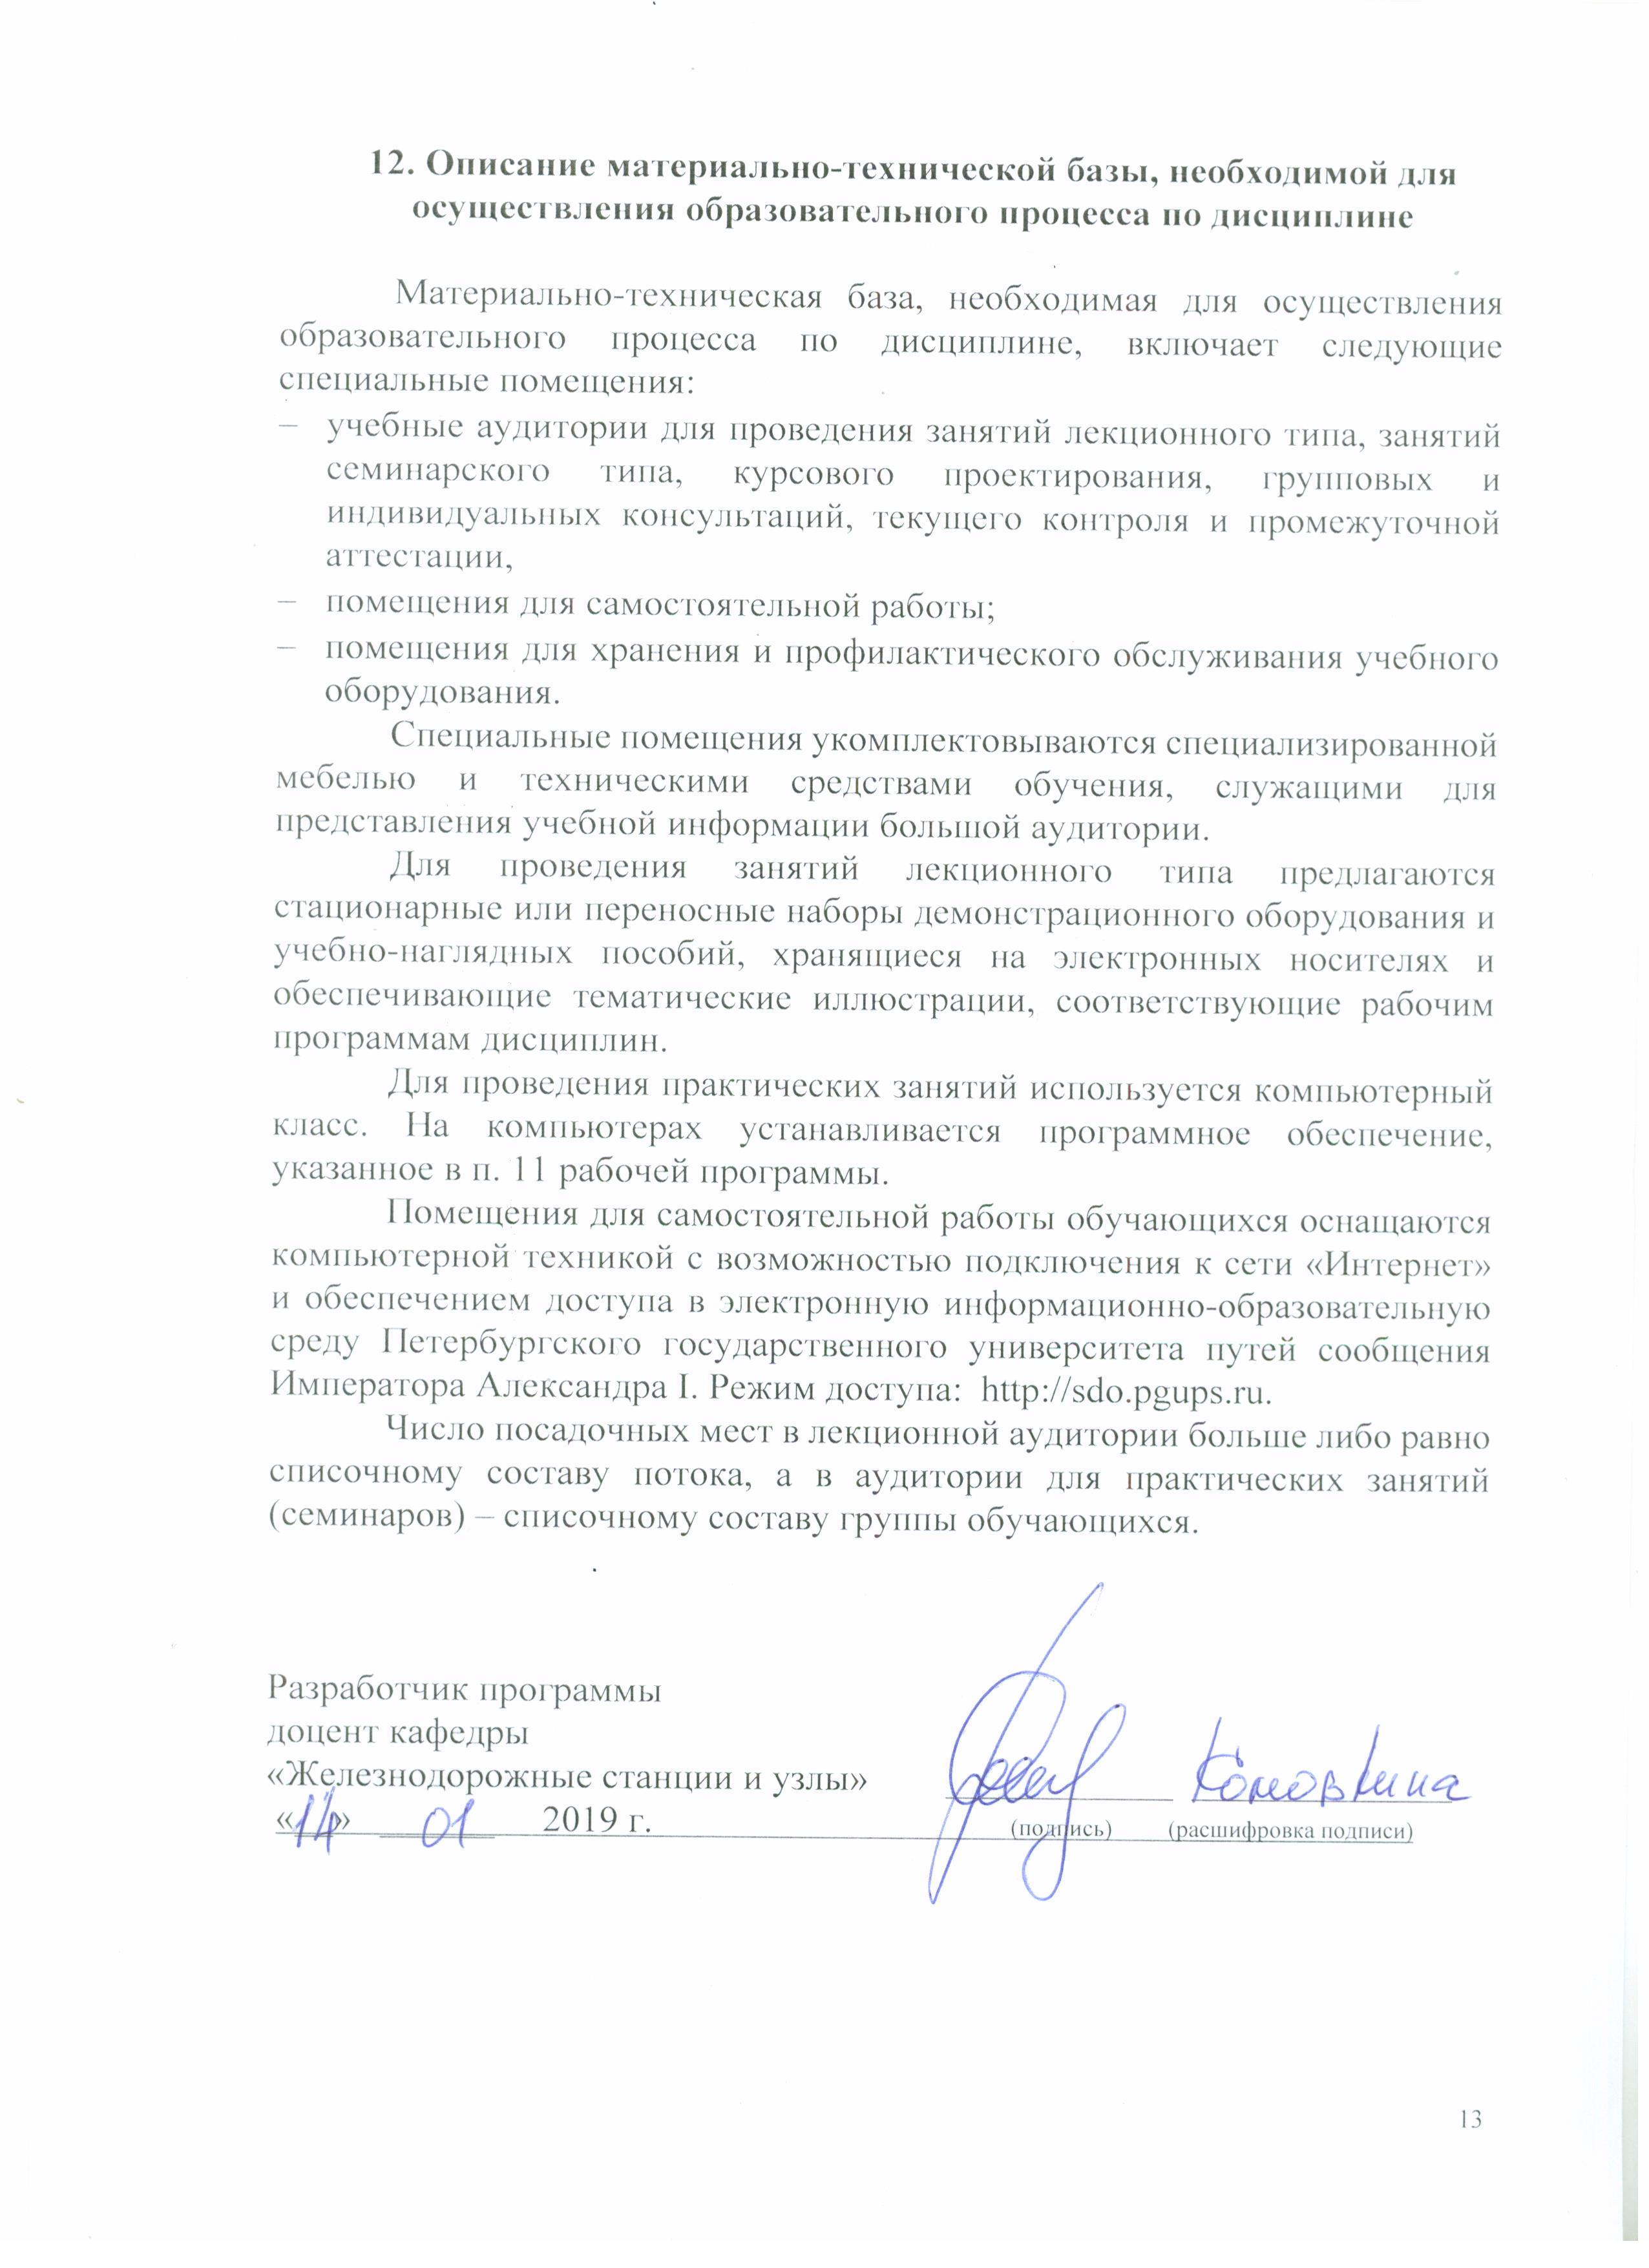 12. Описание материально-технической базы, необходимой для
осуществления образовательного процесса по дисциплине
Материально-техническая база, необходимая для осуществления
образовательного процесса по дисциплине, включает следующие
специальные помещения:
– учебные аудитории для проведения занятий лекционного типа, занятий
семинарского типа, курсового проектирования, групповых и
индивидуальных консультаций, текущего контроля и промежуточной
аттестации,
– помещения для самостоятельной работы;
– помещения для хранения и профилактического обслуживания учебного
оборудования.
Специальные помещения укомплектовываются специализированной
мебелью и техническими средствами обучения, служащими для
представления учебной информации большой аудитории.
Для проведения занятий лекционного типа предлагаются
стационарные или переносные наборы демонстрационного оборудования и
учебно-наглядных пособий, хранящиеся на электронных носителях и
обеспечивающие тематические иллюстрации, соответствующие рабочим
программам дисциплин.
Для проведения практических занятий используется компьютерный
класс. На компьютерах устанавливается программное обеспечение,
указанное в п. 11 рабочей программы.
Помещения для самостоятельной работы обучающихся оснащаются
компьютерной техникой с возможностью подключения к сети «Интернет»
и обеспечением доступа в электронную информационно-образовательную
среду Петербургского государственного университета путей сообщения
Императора Александра I. Режим доступа: http://sdo.pgups.ru.
Число посадочных мест в лекционной аудитории больше либо равно
списочному составу потока, а в аудитории для практических занятий
(семинаров) – списочному составу группы обучающихся.
Разработчик программы
доцент кафедры
«Железнодорожные станции и узлы»
«14» 01 2019 г. (подпись) (расшифровка подписи)
13